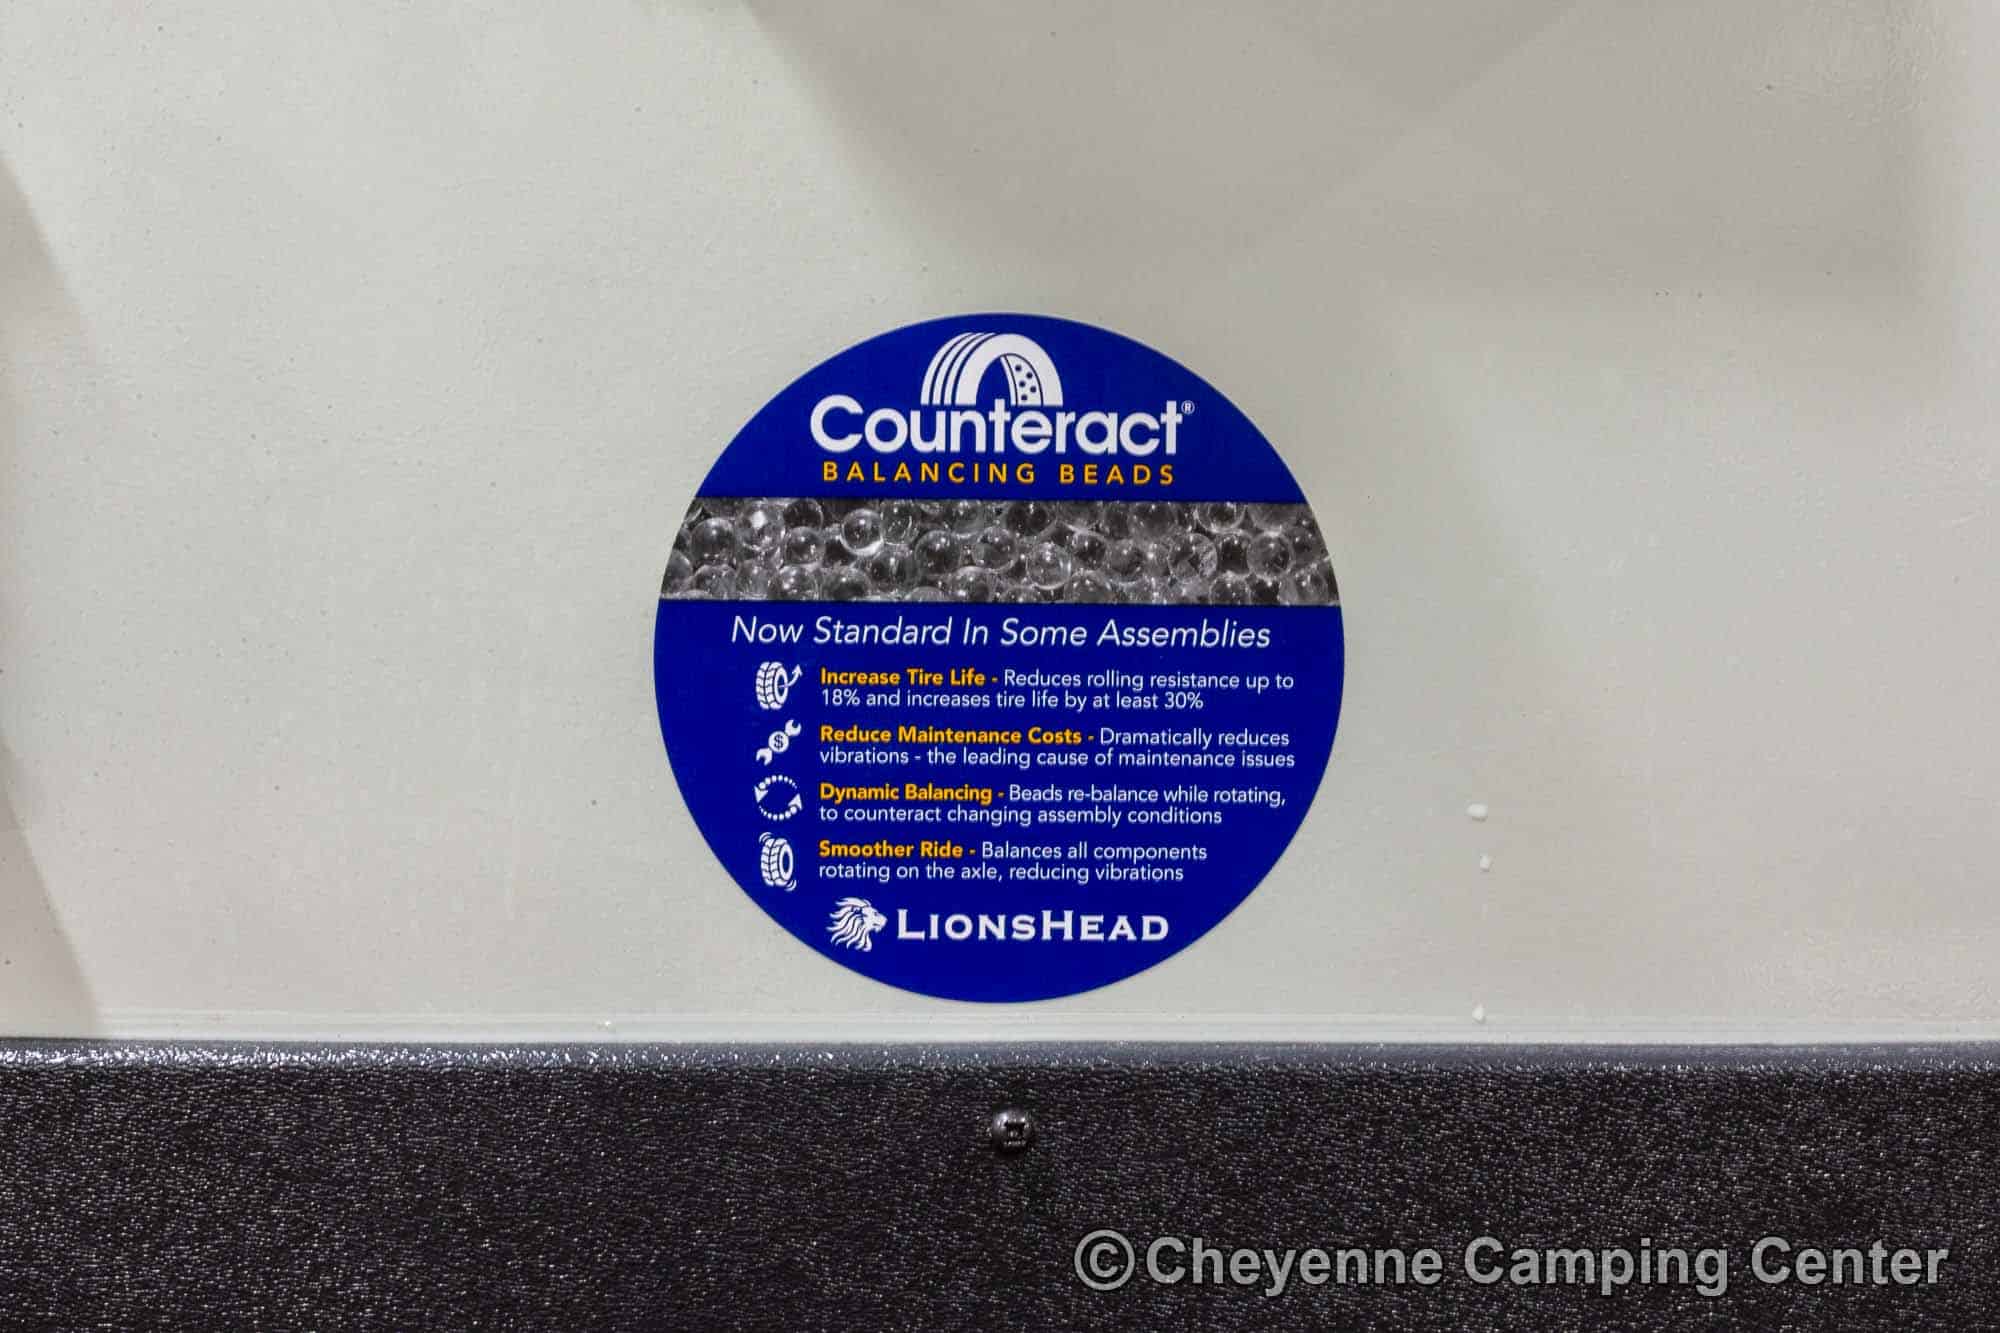 Counteract®
BALANCING BEADS
Now Standard In Some Assemblies
Increase Tire Life - Reduces rolling resistance up to
18% and increases tire life by at least 30%
$
Reduce Maintenance Costs - Dramatically reduces
vibrations - the leading cause of maintenance issues
Dynamic Balancing - Beads re-balance while rotating,
to counteract changing assembly conditions
Smoother Ride - Balances all components
rotating on the axle, reducing vibrations
LIONSHEAD
©Cheyenne Camping Center